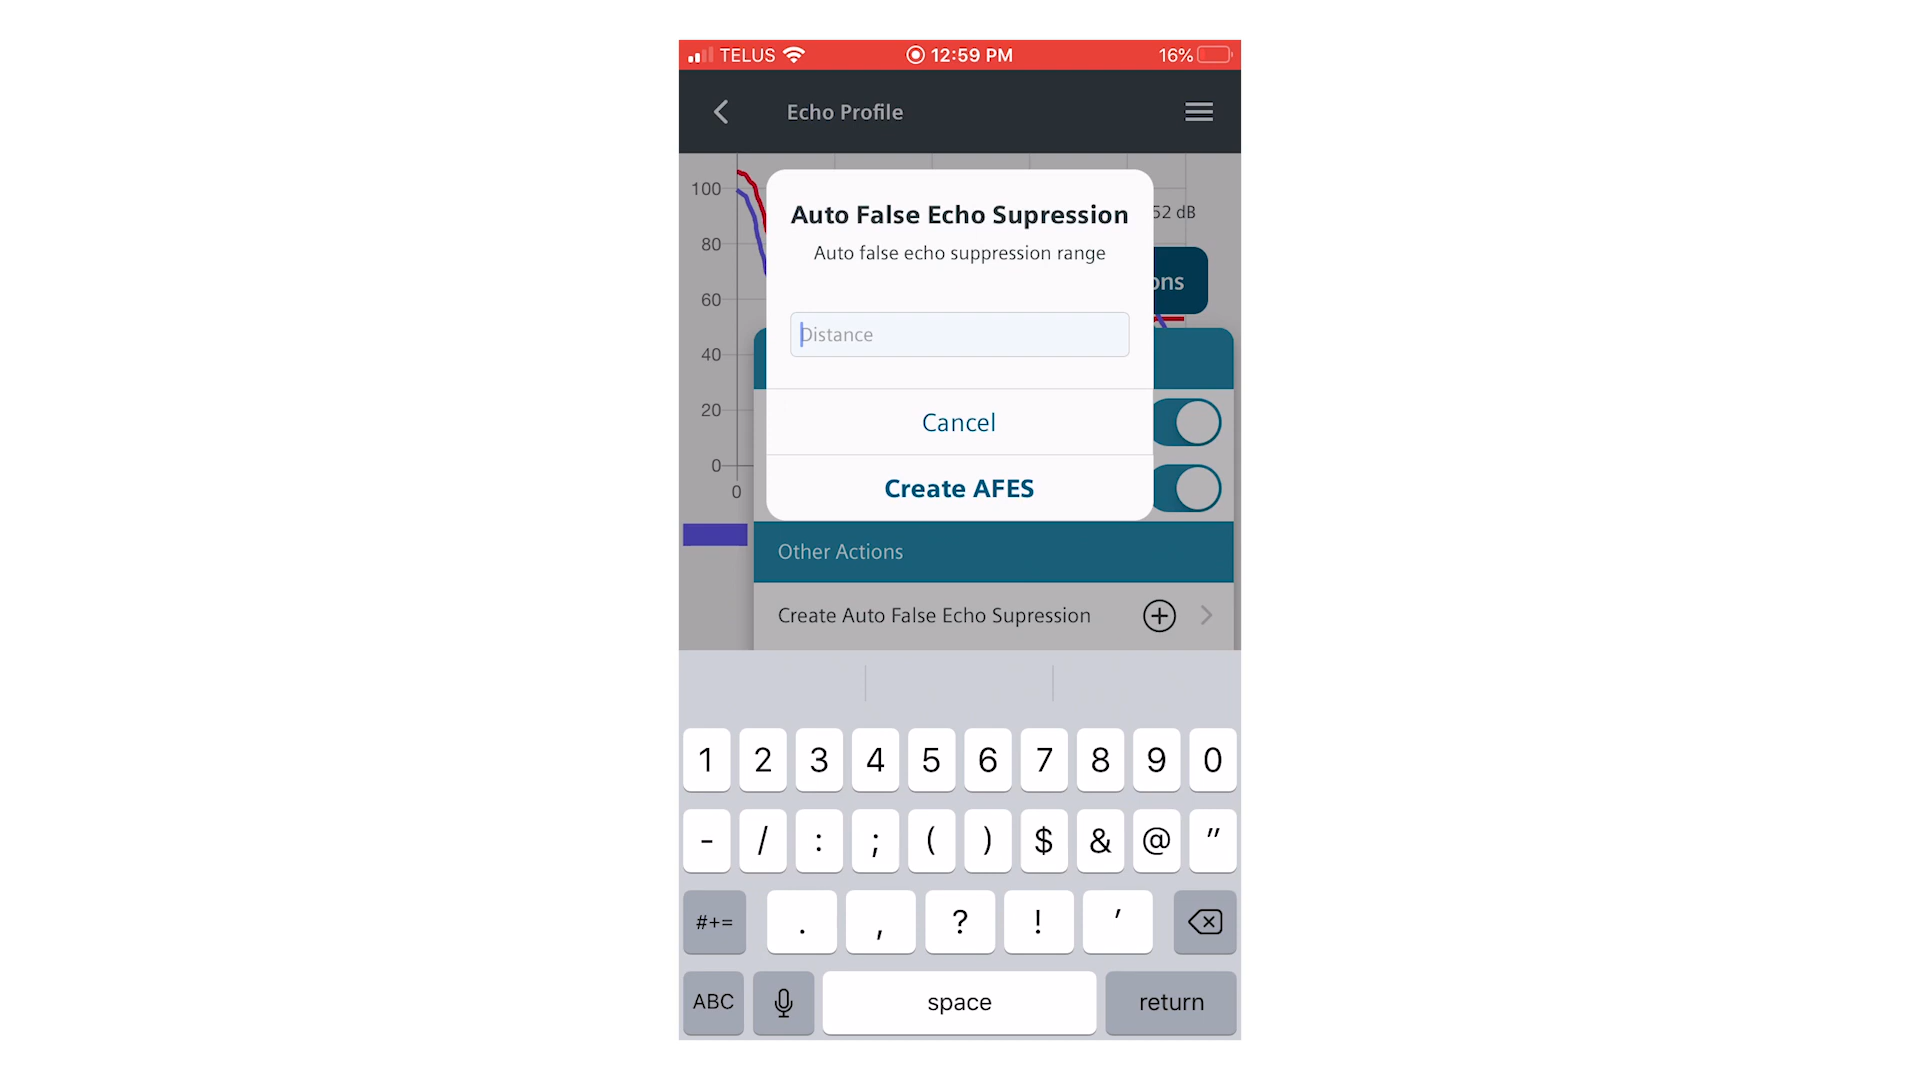 TELUS 12:59 PM 16%
Echo Profile
100
80
60
40
20
0
0
52 dB
ons
Auto False Echo Supression
Auto false echo suppression range
Distance
Cancel
Create AFES
Other Actions
Create Auto False Echo Supression
1 2 3 4 5 6 7 8 9 0
- / : ; ( ) $ & @ "
#+= . , ? ! '
ABC space return